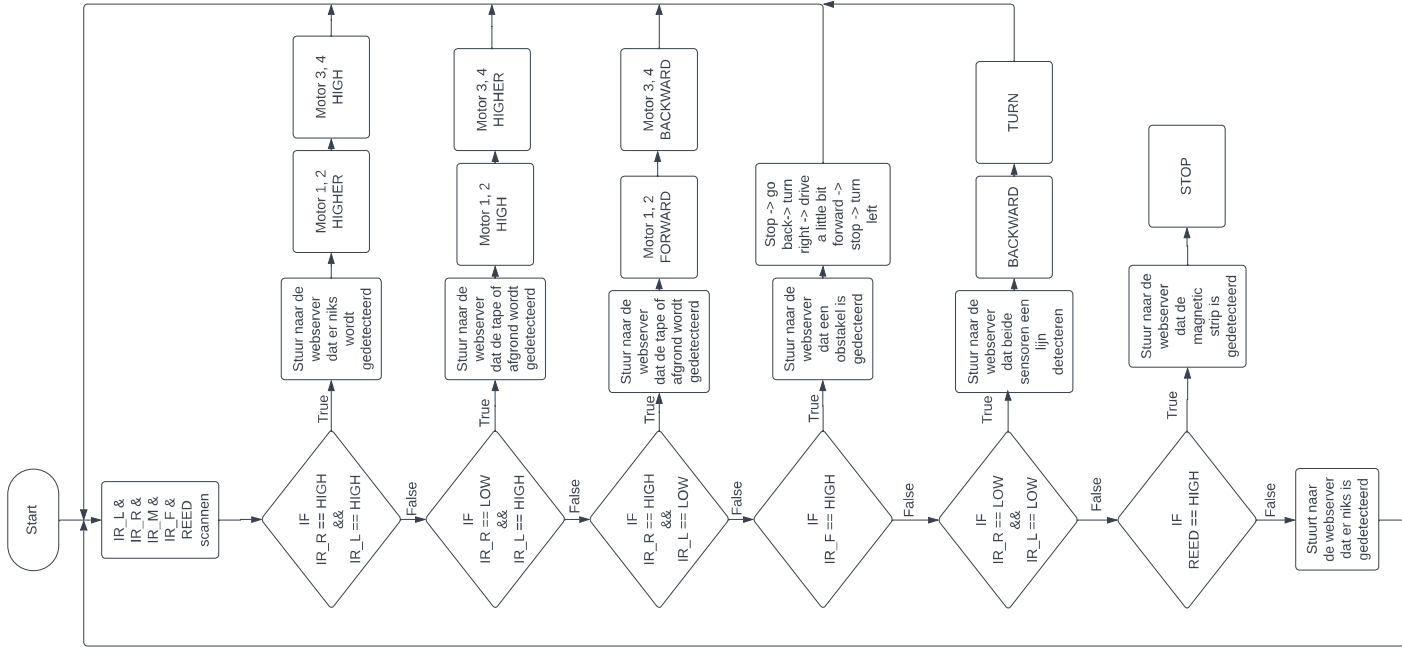 Start
IR_L &
IR_R &
IR_M &
IR_F &
REED
scannen
IF
IR_R == HIGH
&&
IR_L == HIGH
True
False
Stuur naar de
webserver
dat er niks
wordt
gedetecteerd
Motor 1, 2
HIGHER
Motor 3, 4
HIGH
IF
IR_R == LOW
&&
IR_L == HIGH
True
False
Stuur naar de
webserver
dat de tape of
afgrond wordt
gedetecteerd
Motor 1, 2
HIGH
Motor 3, 4
HIGHER
IF
IR_R == HIGH
&&
IR_L == LOW
True
False
Stuur naar de
webserver
dat de tape of
afgrond wordt
gedetecteerd
Motor 1, 2
FORWARD
Motor 3, 4
BACKWARD
IF
IR_F == HIGH
True
False
Stuur naar de
webserver
dat een
obstakel is
gedecteerd
Stop -> go
back-> turn
right -> drive
a little bit
forward ->
stop -> turn
left
IF
IR_R == LOW
&&
IR_L == LOW
True
False
Stuur naar de
webserver
dat beide
sensoren een
lijn
detecteren
BACKWARD
TURN
IF
REED == HIGH
True
False
Stuur naar de
webserver
dat de
magnetic
strip is
gedetecteerd
STOP
Stuurt naar
de webserver
dat er niks is
gedetecteerd